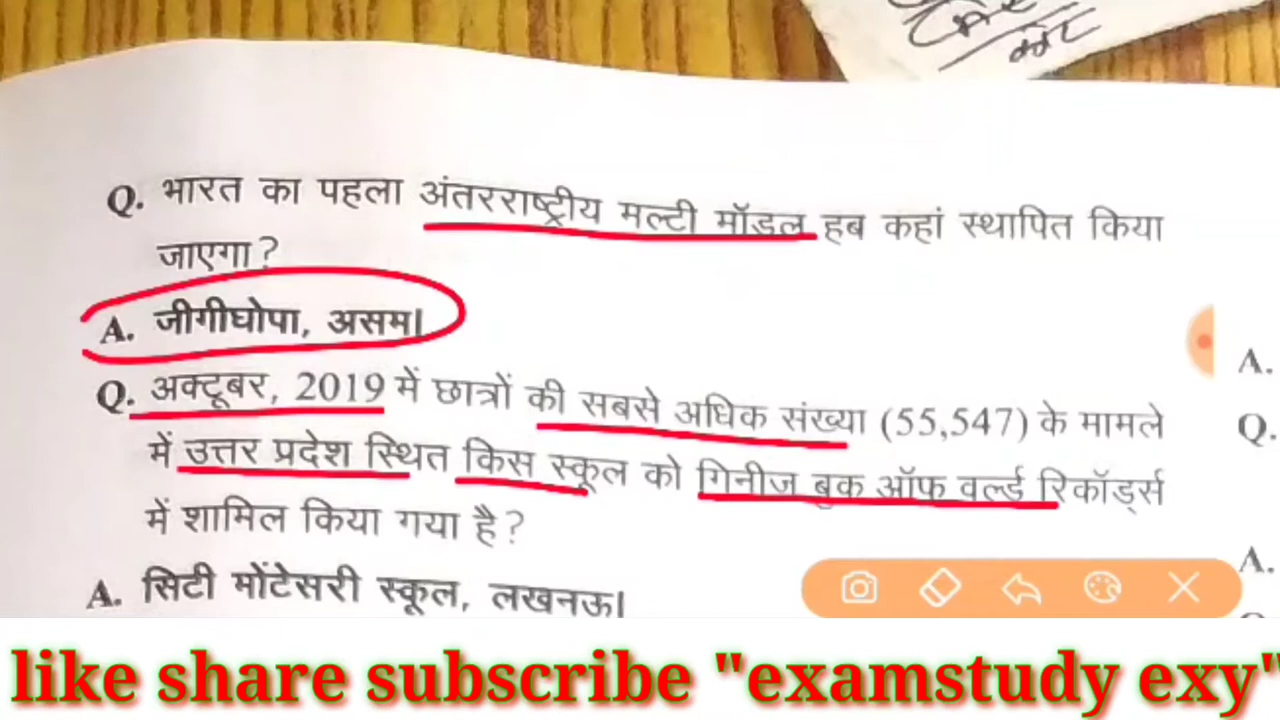 Q. भारत का पहला अंतरराष्ट्रीय मल्टी मॉडल हब कहां स्थापित किया
जाएगा?
A. जीगीघोपा, असम।
Q. अक्टूबर, 2019 में छात्रों की सबसे अधिक संख्या (55,547) के मामले
में उत्तर प्रदेश स्थित किस स्कूल को गिनीज बुक ऑफ वर्ल्ड रिकॉर्ड्स
में शामिल किया गया है?
A. सिटी मोंटेसरी स्कूल, लखनऊ।
A.
Q.
A.
like share subscribe "examstudy exy"